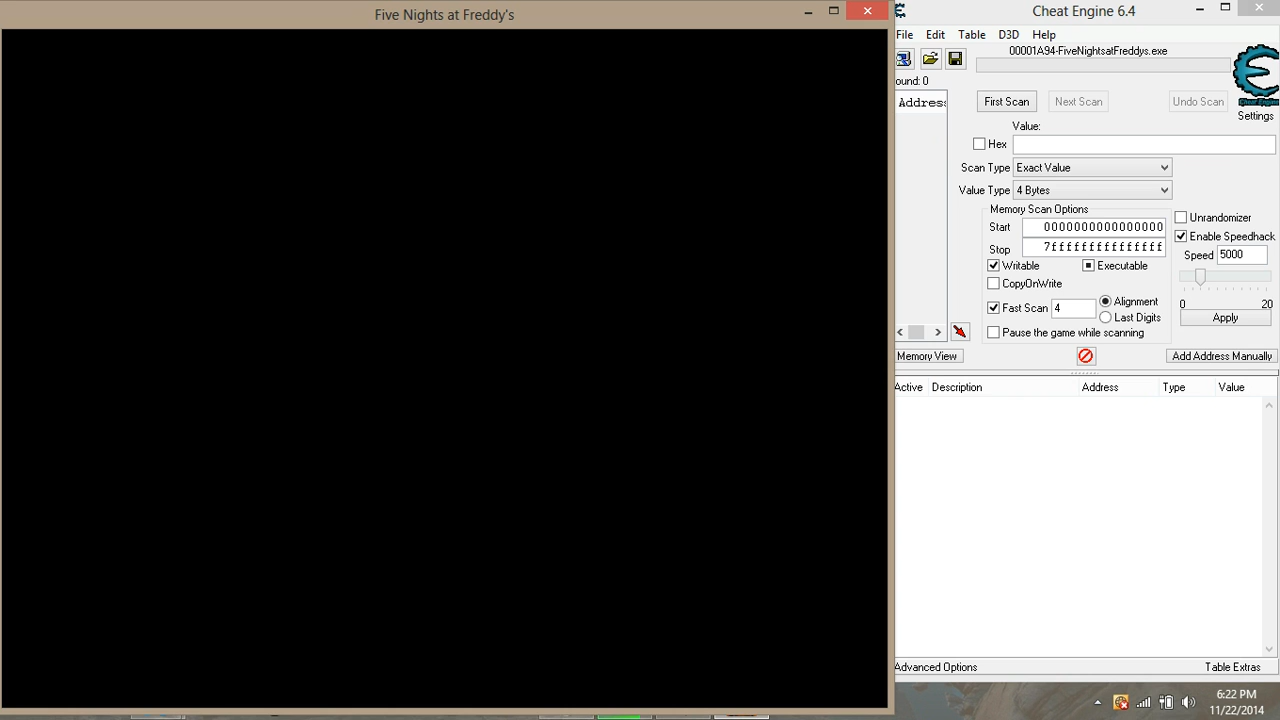 Five Nights at Freddy's
Cheat Engine 6.4
File Edit Table D3D Help
00001A94-FiveNightsatFreddys.exe
ound: 0
Address
First Scan Next Scan Undo Scan
Cheat Engine
Settings
Value:
Hex
Scan Type Exact Value
Value Type 4 Bytes
Memory Scan Options
Start 0000000000000000
Stop 7fffffffffffffff
Writable Executable
CopyOnWrite
Fast Scan 4 Alignment
Last Digits
Pause the game while scanning
Unrandomizer
Enable Speedhack
Speed 5000
0 20
Apply
Memory View Add Address Manually
Active Description Address Type Value
Advanced Options Table Extras
6:22 PM
11/22/2014